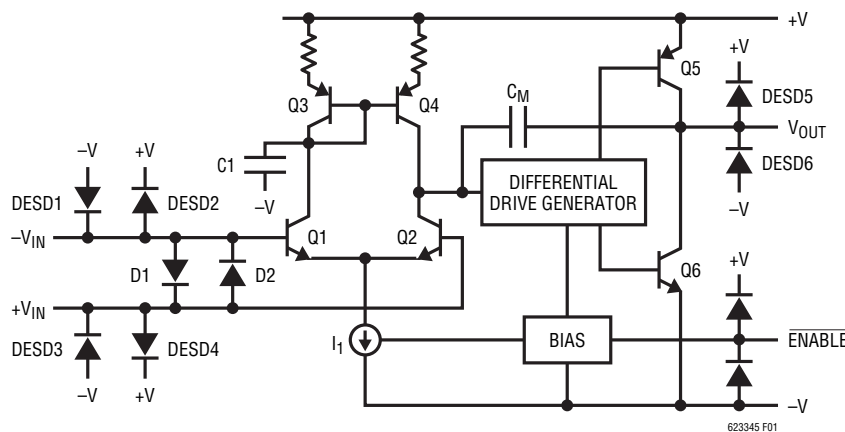 +V
+V
Q3
Q4
Q5
CM
DESD5
VOUT
C1
–V
+V
–V
DESD6
DIFFERENTIAL
DRIVE GENERATOR
–V
DESD1
DESD2
–VIN
Q1
Q2
+V
D1
D2
Q6
+VIN
DESD3
DESD4
I1
BIAS
ENABLE
–V
+V
–V
623345 F01